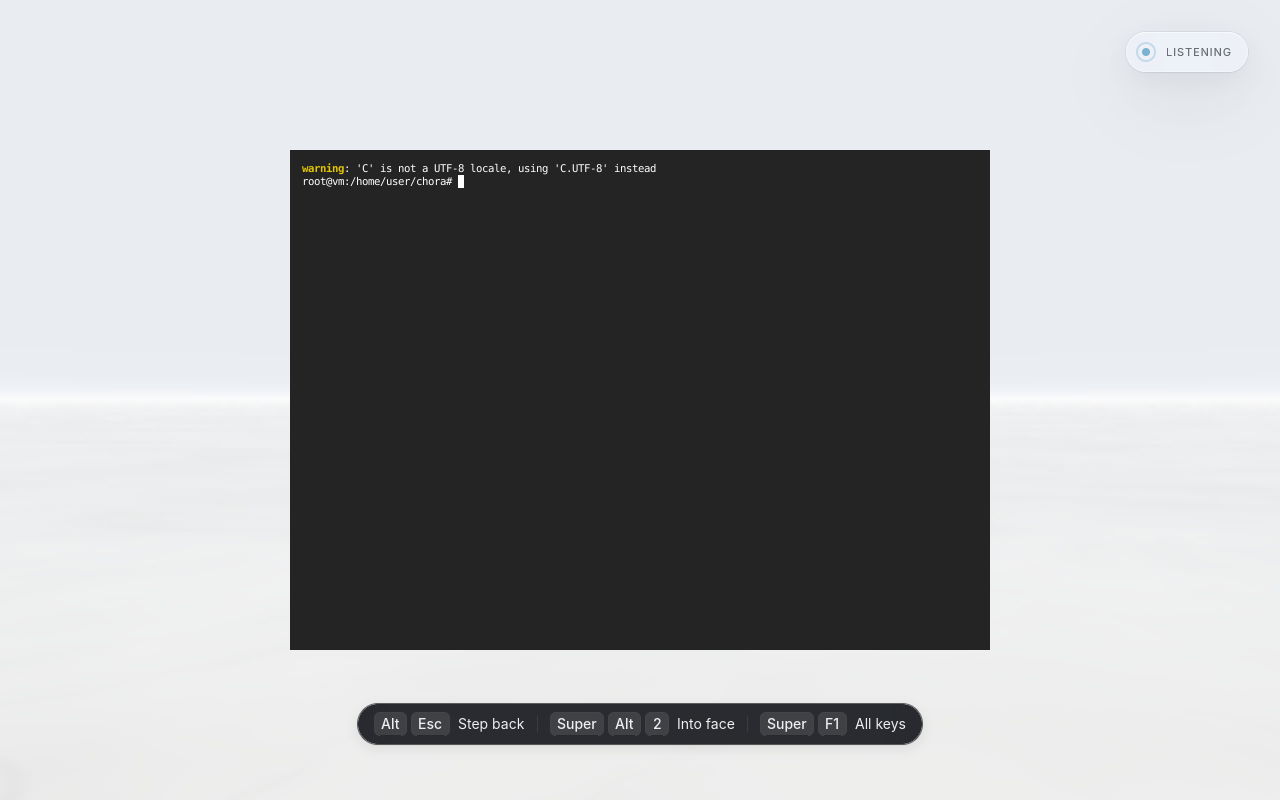 LISTENING
warning: 'C' is not a UTF-8 locale, using 'C.UTF-8' instead
root@vm:/home/user/chora#
Alt Esc Step back Super Alt 2 Into face Super F1 All keys